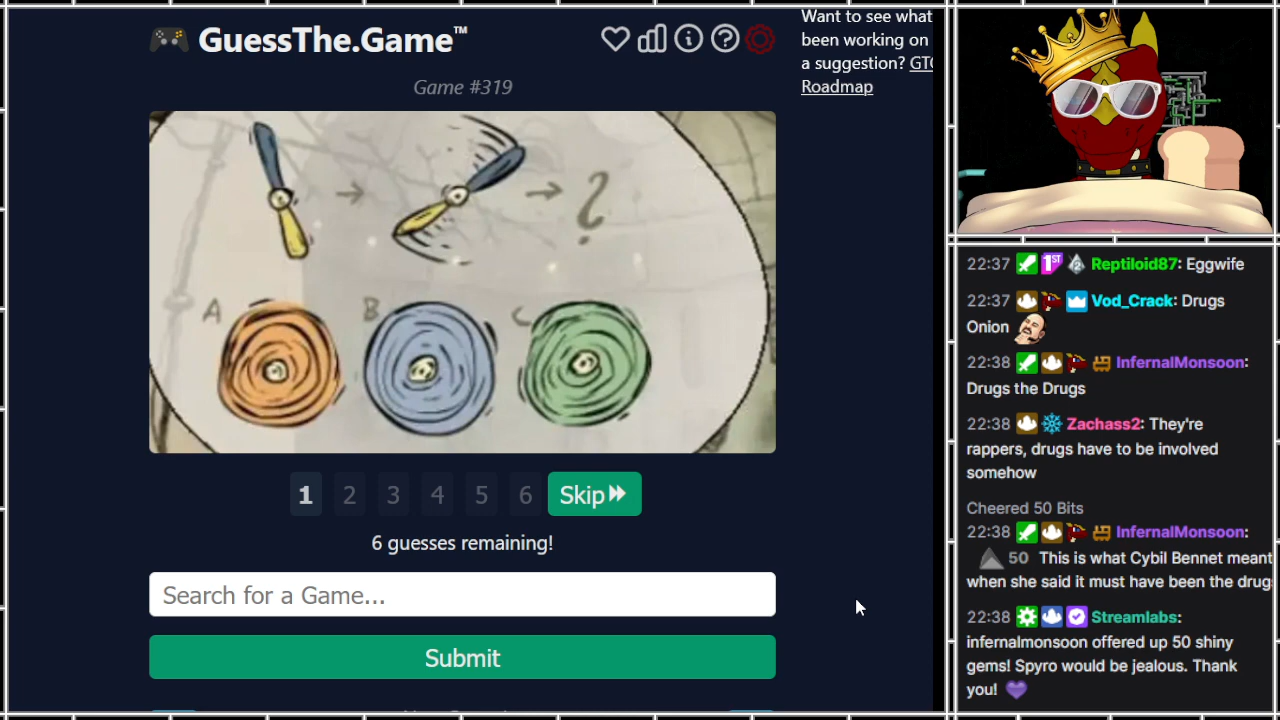 GuessThe.Game™
Game #319
Want to see what
been working on
a suggestion?
Roadmap
?
A
B
C
1
2
3
4
5
6
Skip
6 guesses remaining!
Search for a Game...
Submit
22:37 1ST 2 Reptiloid87: Eggwife
22:37 Vod_Crack: Drugs
Onion
22:38 InfernalMonsoon:
Drugs the Drugs
22:38 Zachass2: They're
rappers, drugs have to be involved
somehow
Cheered 50 Bits
22:38 InfernalMonsoon:
50 This is what Cybil Bennet meant
when she said it must have been the drug
22:38 Streamlabs:
infernalmonsoon offered up 50 shiny
gems! Spyro would be jealous. Thank
you!